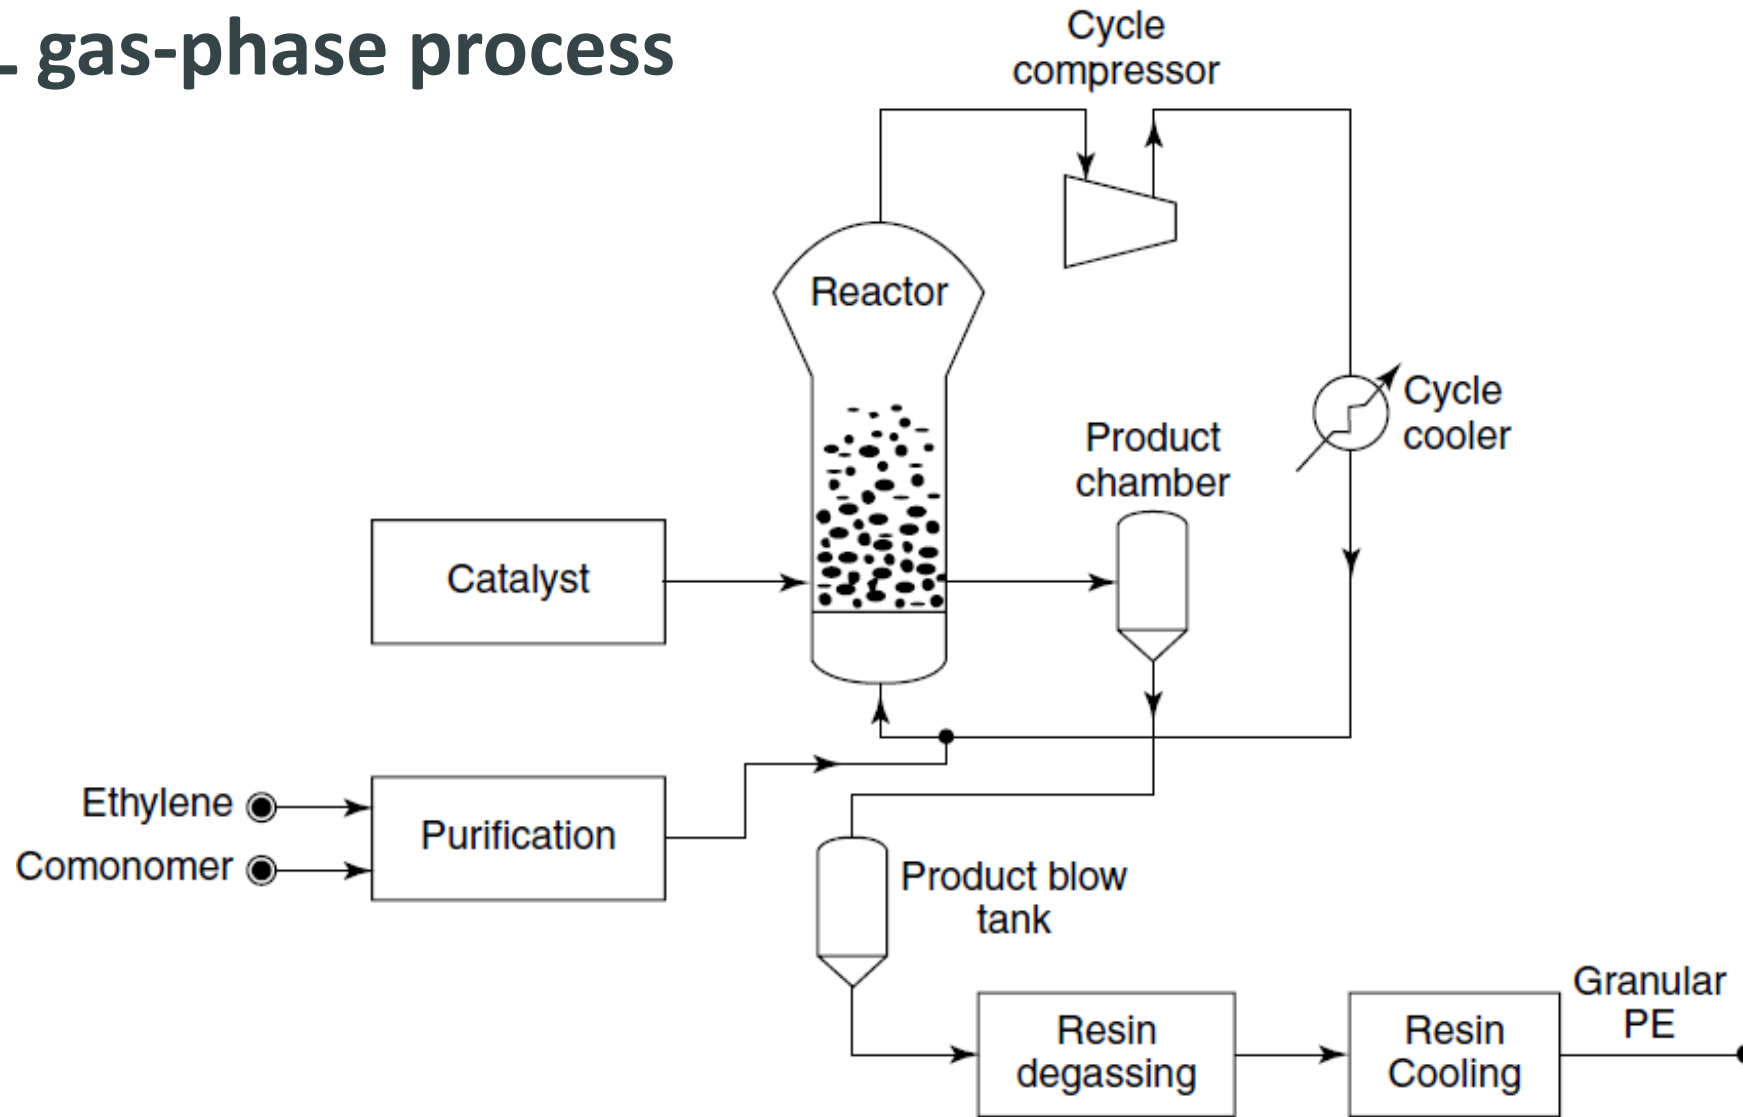 gas-phase process
Cycle
compressor
Reactor
Cycle
cooler
Product
chamber
Catalyst
Ethylene
Comonomer
Purification
Product blow
tank
Resin
degassing
Resin
Cooling
Granular
PE